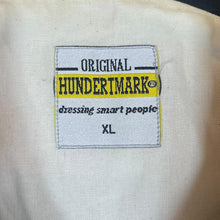 ORIGINAL
HUNDERTMARK®
dressing smart people
XL